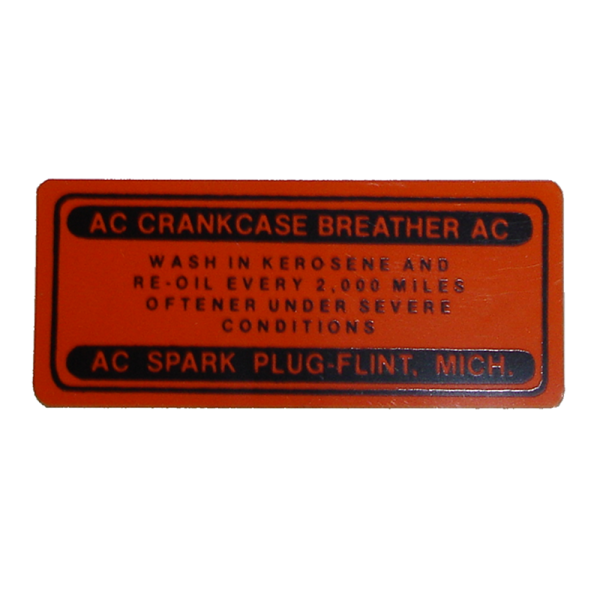 AC CRANKCASE BREATHER AC
WASH IN KEROSENE AND
RE-OIL EVERY 2,000 MILES
OFTENER UNDER SEVERE
CONDITIONS
AC SPARK PLUG-FLINT, MICH.